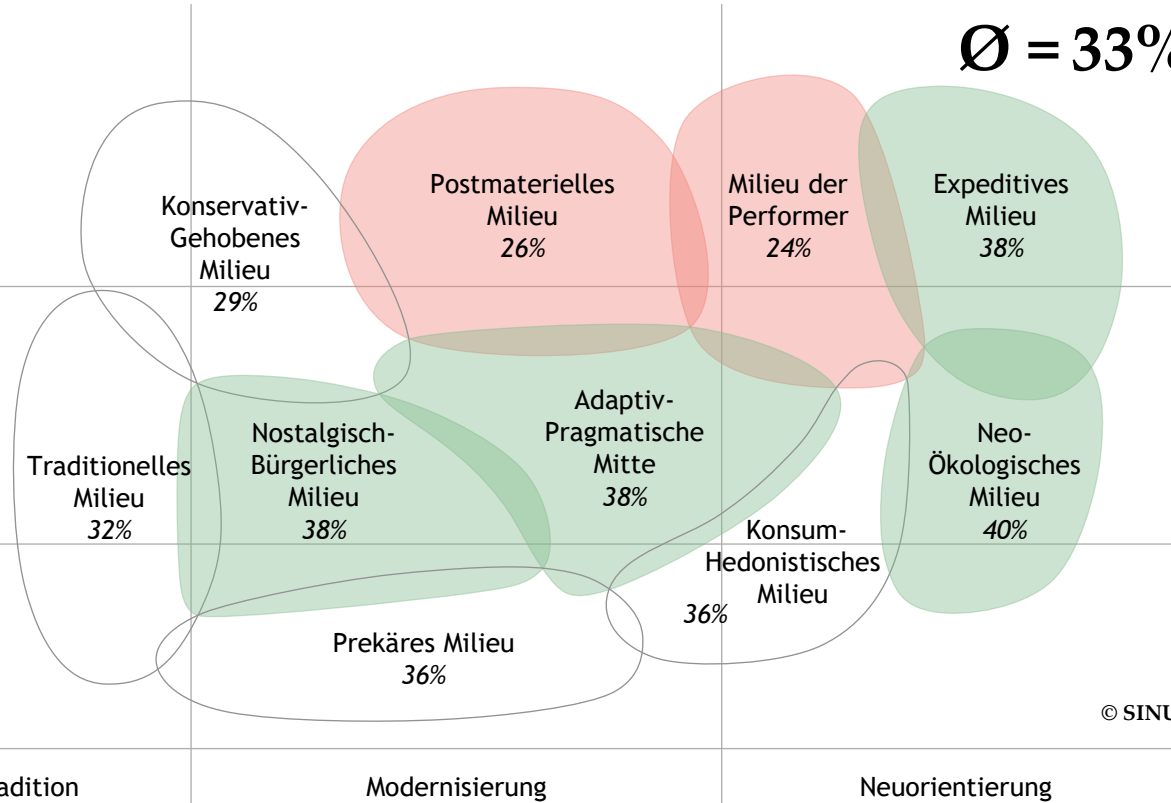 Ø = 33%
Konservativ-
Gehobenes
Milieu
29%
Postmaterielles
Milieu
26%
Milieu der
Performer
24%
Expeditives
Milieu
38%
Traditionelles
Milieu
32%
Nostalgisch-
Bürgerliches
Milieu
38%
Adaptiv-
Pragmatische
Mitte
38%
Neo-
Ökologisches
Milieu
40%
Konsum-
Hedonistisches
Milieu
36%
Prekäres Milieu
36%
© SINU
adition
Modernisierung
Neuorientierung